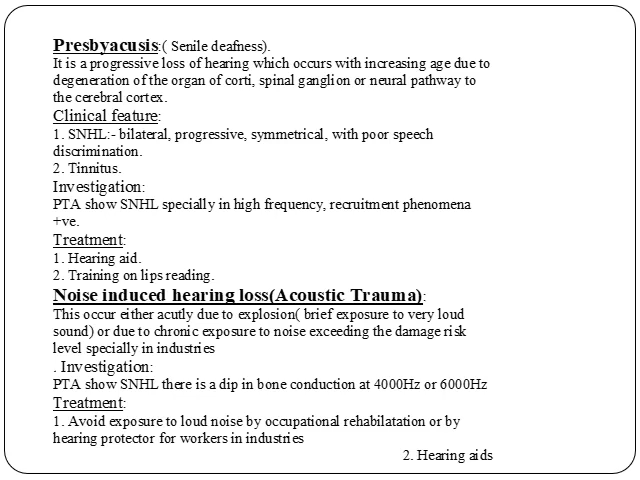 Presbyacusis:( Senile deafness).
It is a progressive loss of hearing which occurs with increasing age due to
degeneration of the organ of corti, spinal ganglion or neural pathway to
the cerebral cortex.
Clinical feature:
1. SNHL:- bilateral, progressive, symmetrical, with poor speech
discrimination.
2. Tinnitus.
Investigation:
PTA show SNHL specially in high frequency, recruitment phenomena
+ve.
Treatment:
1. Hearing aid.
2. Training on lips reading.
Noise induced hearing loss(Acoustic Trauma):
This occur either acutly due to explosion( brief exposure to very loud
sound) or due to chronic exposure to noise exceeding the damage risk
level specially in industries
. Investigation:
PTA show SNHL there is a dip in bone conduction at 4000Hz or 6000Hz
Treatment:
1. Avoid exposure to loud noise by occupational rehabilatation or by
hearing protector for workers in industries
2. Hearing aids